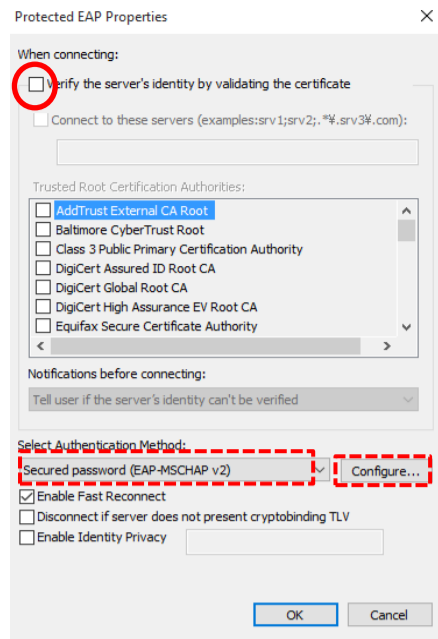 Protected EAP Properties
When connecting:
Verify the server's identity by validating the certificate
Connect to these servers (examples:srv1;srv2;.*¥.srv3¥.com):
Trusted Root Certification Authorities:
AddTrust External CA Root
Baltimore CyberTrust Root
Class 3 Public Primary Certification Authority
DigiCert Assured ID Root CA
DigiCert Global Root CA
DigiCert High Assurance EV Root CA
Equifax Secure Certificate Authority
Notifications before connecting:
Tell user if the server's identity can't be verified
Select Authentication Method:
Secured password (EAP-MSCHAP v2)
Configure...
Enable Fast Reconnect
Disconnect if server does not present cryptobinding TLV
Enable Identity Privacy
OK
Cancel